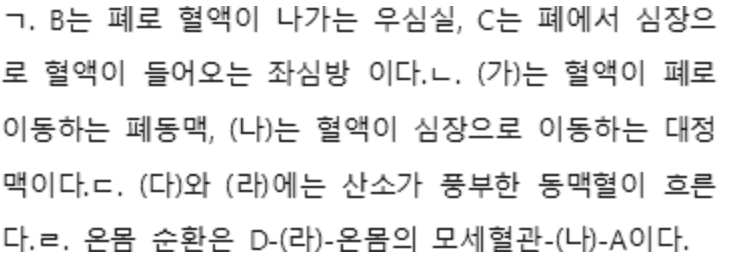 ㄱ. B는 폐로 혈액이 나가는 우심실, C는 폐에서 심장으
로 혈액이 들어오는 좌심방 이다.ㄴ. (가)는 혈액이 폐로
이동하는 폐동맥, (나)는 혈액이 심장으로 이동하는 대정
맥이다.ㄷ. (다)와 (라)에는 산소가 풍부한 동맥혈이 흐른
다.ㄹ. 온몸 순환은 D-(라)-온몸의 모세혈관-(나)-A이다.